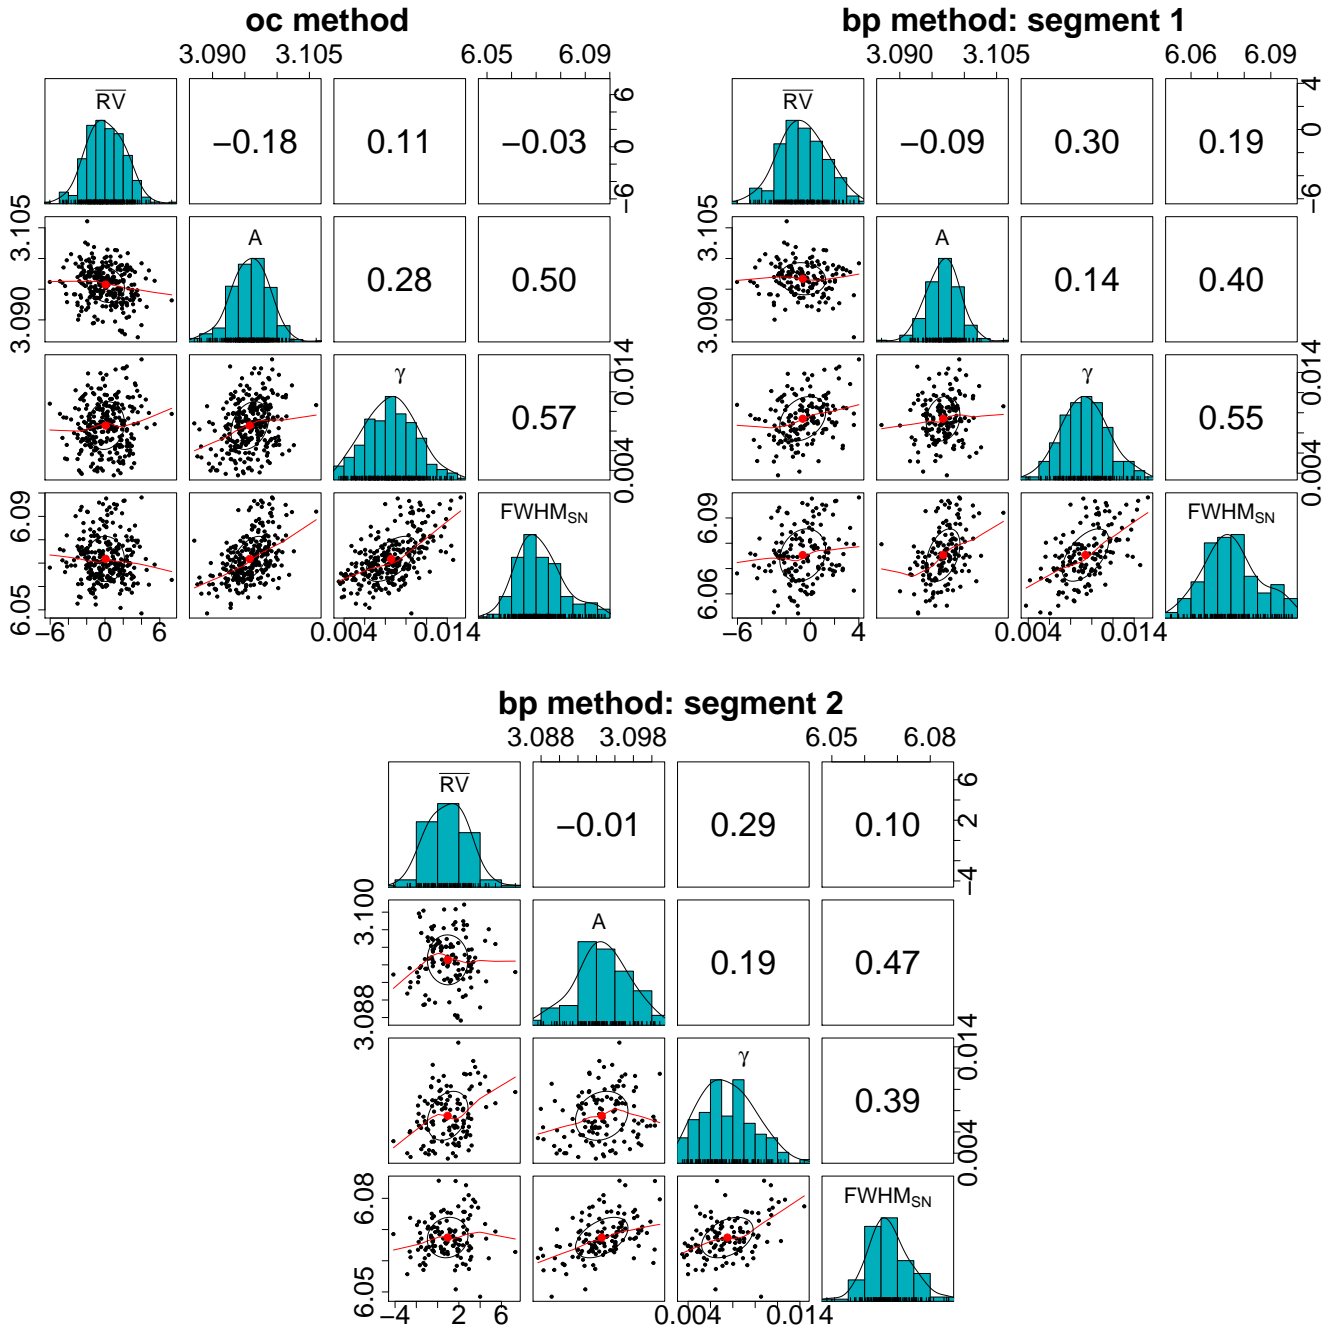 oc method
bp method: segment 1
3.090 3.105 6.05 6.09
3.090 3.105 6.06 6.09
RV −0.18 0.11 −0.03 −6 0 6
RV −0.09 0.30 0.19 −6 0 4
3.090 3.105 A 0.28 0.50
3.090 3.105 A 0.14 0.40
γ 0.57 0.004 0.014
γ 0.55 0.004 0.014
6.05 6.09 FWHMSN
6.06 6.09 FWHMSN
−6 0 6 0.004 0.014
−6 0 4 0.004 0.014
bp method: segment 2
3.088 3.098 6.05 6.08
RV −0.01 0.29 0.10 −4 2 6
3.088 3.100 A 0.19 0.47
γ 0.39 0.004 0.014
6.05 6.08 FWHMSN
−4 2 6 0.004 0.014